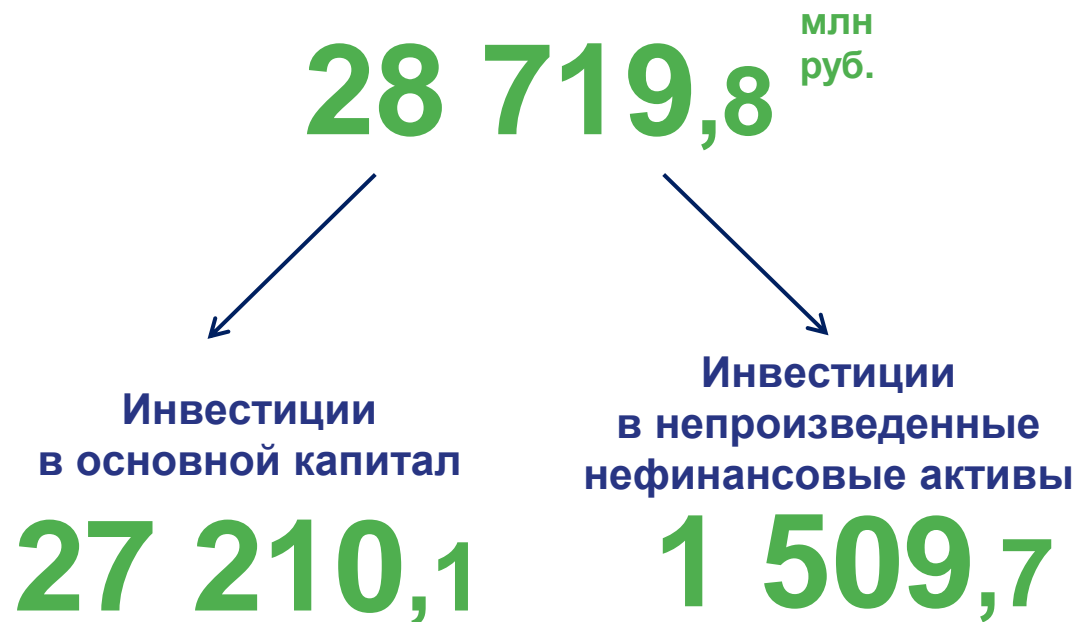 28 719,8 млн
руб.
Инвестиции
в основной капитал
27 210,1
Инвестиции
в непроизведенные
нефинансовые активы
1 509,7